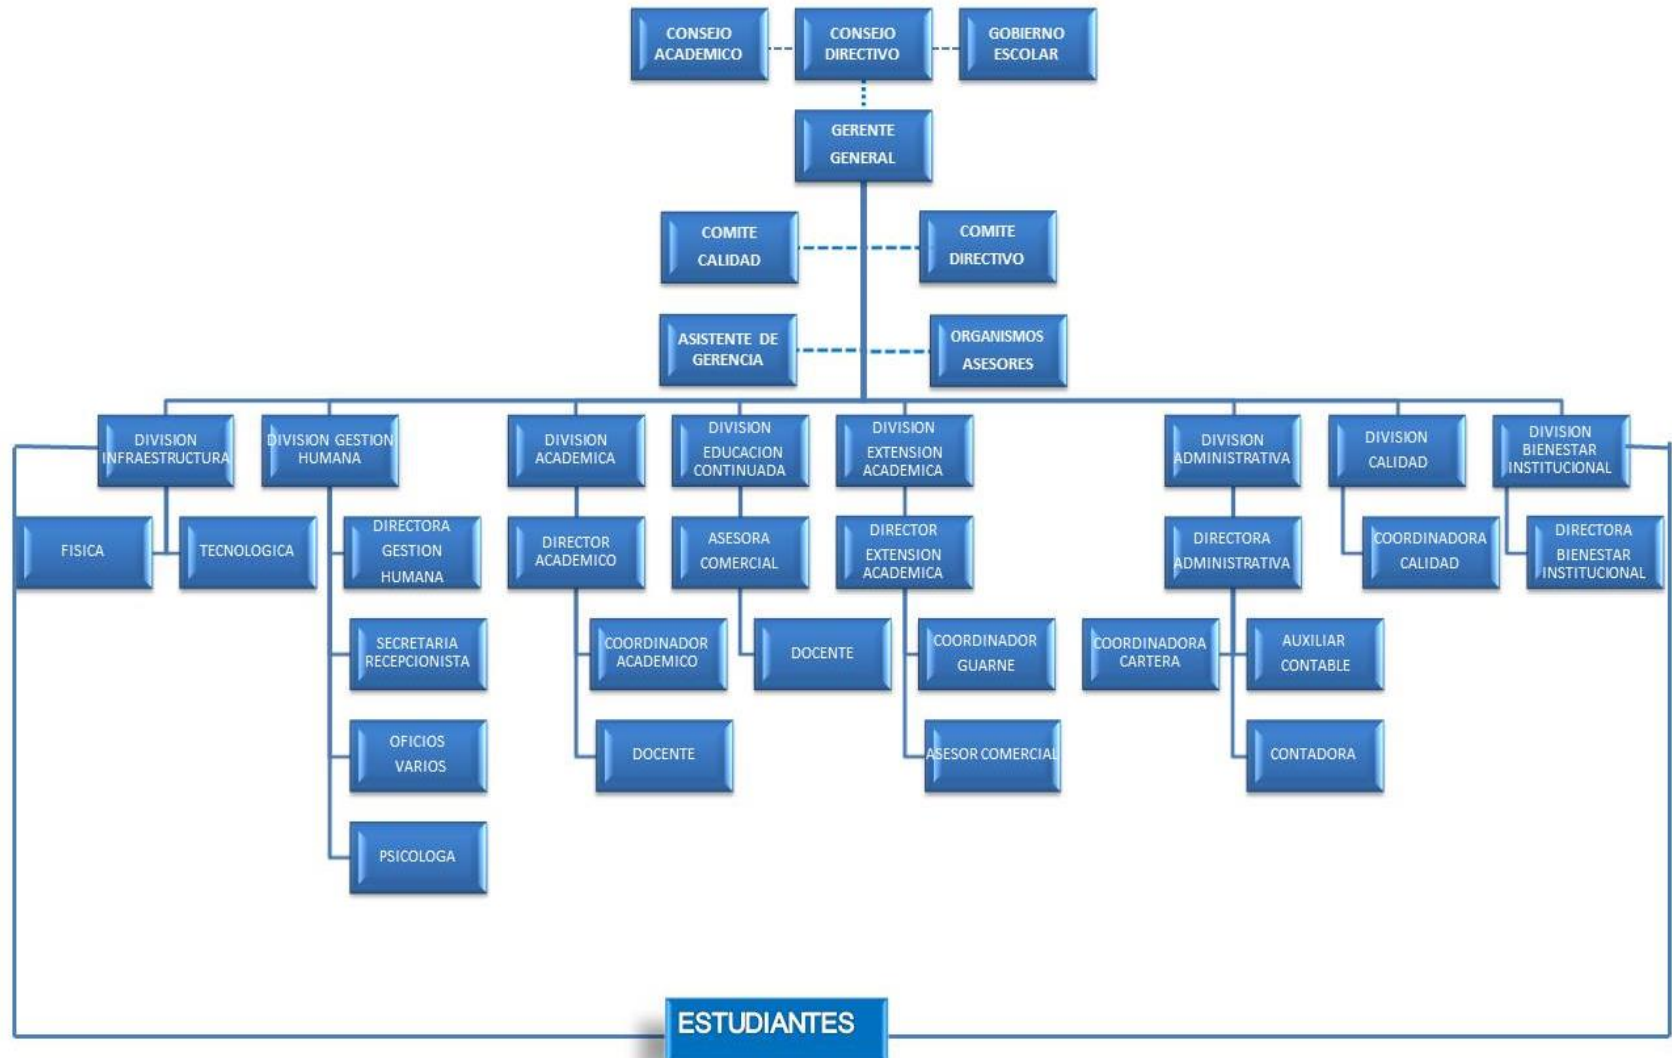 CONSEJO
ACADEMICO
CONSEJO
DIRECTIVO
GOBIERNO
ESCOLAR
GERENTE
GENERAL
COMITE
CALIDAD
COMITE
DIRECTIVO
ASISTENTE DE
GERENCIA
ORGANISMOS
ASESORES
DIVISION
INFRAESTRUCTURA
DIVISION GESTION
HUMANA
DIVISION
ACADEMICA
DIVISION
EDUCACION
CONTINUADA
DIVISION
EXTENSION
ACADEMICA
DIVISION
ADMINISTRATIVA
DIVISION
CALIDAD
DIVISION
BIENESTAR
INSTITUCIONAL
FISICA
TECNOLOGICA
DIRECTORA
GESTION
HUMANA
DIRECTOR
ACADEMICO
ASESORA
COMERCIAL
DIRECTOR
EXTENSION
ACADEMICA
DIRECTORA
ADMINISTRATIVA
COORDINADORA
CALIDAD
DIRECTORA
BIENESTAR
INSTITUCIONAL
SECRETARIA
RECEPCIONISTA
COORDINADOR
ACADEMICO
DOCENTE
COORDINADOR
GUARNE
COORDINADORA
CARTERA
AUXILIAR
CONTABLE
OFICIOS
VARIOS
DOCENTE
ASESOR COMERCIAL
CONTADORA
PSICOLOGA
ESTUDIANTES